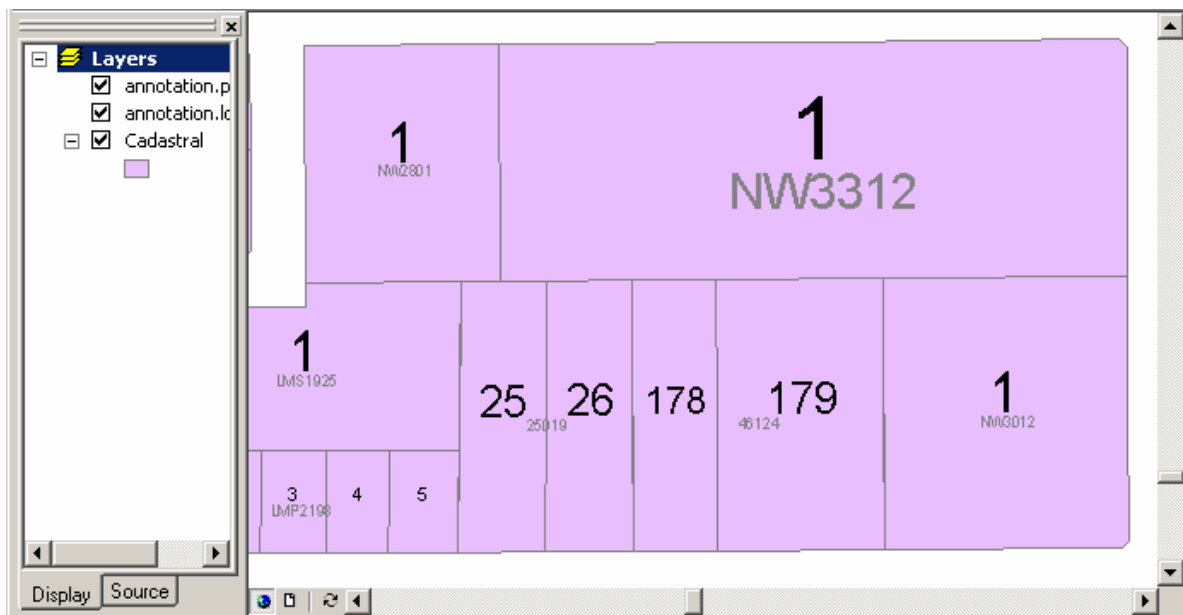 Layers
annotation.p
annotation.lo
Cadastral
Display
Source
1
NW2801
1
NW3312
1
LMS1925
25
26
25019
178
179
46124
1
NW3012
3
LMP2198
4
5